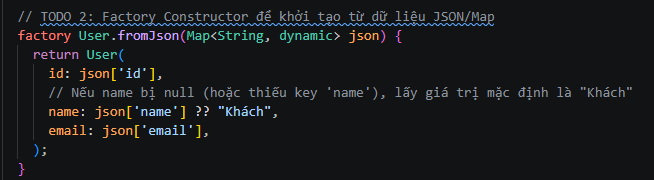 // TODO 2: Factory Constructor để khởi tạo từ dữ liệu JSON/Map
factory User.fromJson(Map<String, dynamic> json) {
  return User(
    id: json['id'],
    // Nếu name bị null (hoặc thiếu key 'name'), lấy giá trị mặc định là "Khách"
    name: json['name'] ?? "Khách",
    email: json['email'],
  );
}